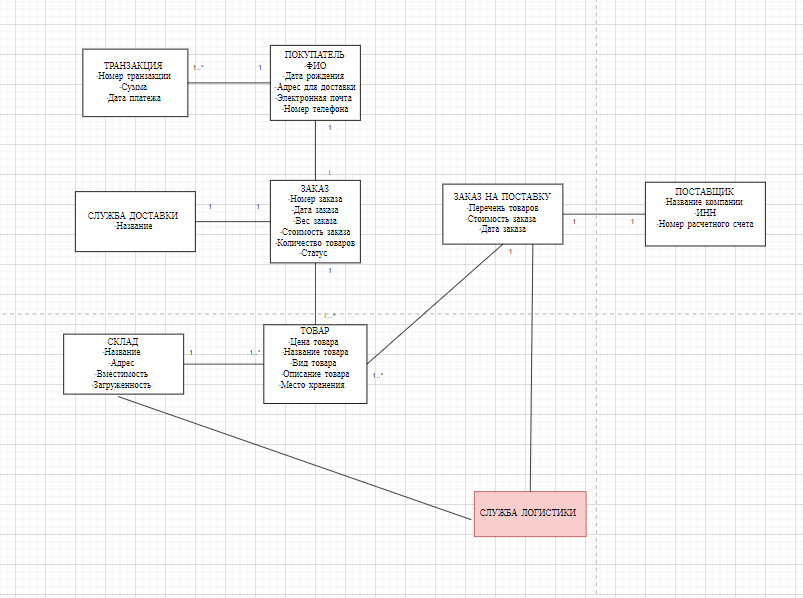 ТРАНЗАКЦИЯ
-Номер транзакции
-Сумма
-Дата платежа
1..*
1
ПОКУПАТЕЛЬ
-ФИО
-Дата рождения
-Адрес для доставки
-Электронная почта
-Номер телефона
1
1
СЛУЖБА ДОСТАВКИ
-Название
1
1
ЗАКАЗ
-Номер заказа
-Дата заказа
-Вес заказа
-Стоимость заказа
-Количество товаров
-Статус
1
1..*
ЗАКАЗ НА ПОСТАВКУ
-Перечень товаров
-Стоимость заказа
-Дата заказа
1
1
1
ПОСТАВЩИК
-Название компании
-ИНН
-Номер расчетного счета
СКЛАД
-Название
-Адрес
-Вместимость
-Загруженность
1
1..*
ТОВАР
-Цена товара
-Название товара
-Вид товара
-Описание товара
-Место хранения
1..*
СЛУЖБА ЛОГИСТИКИ